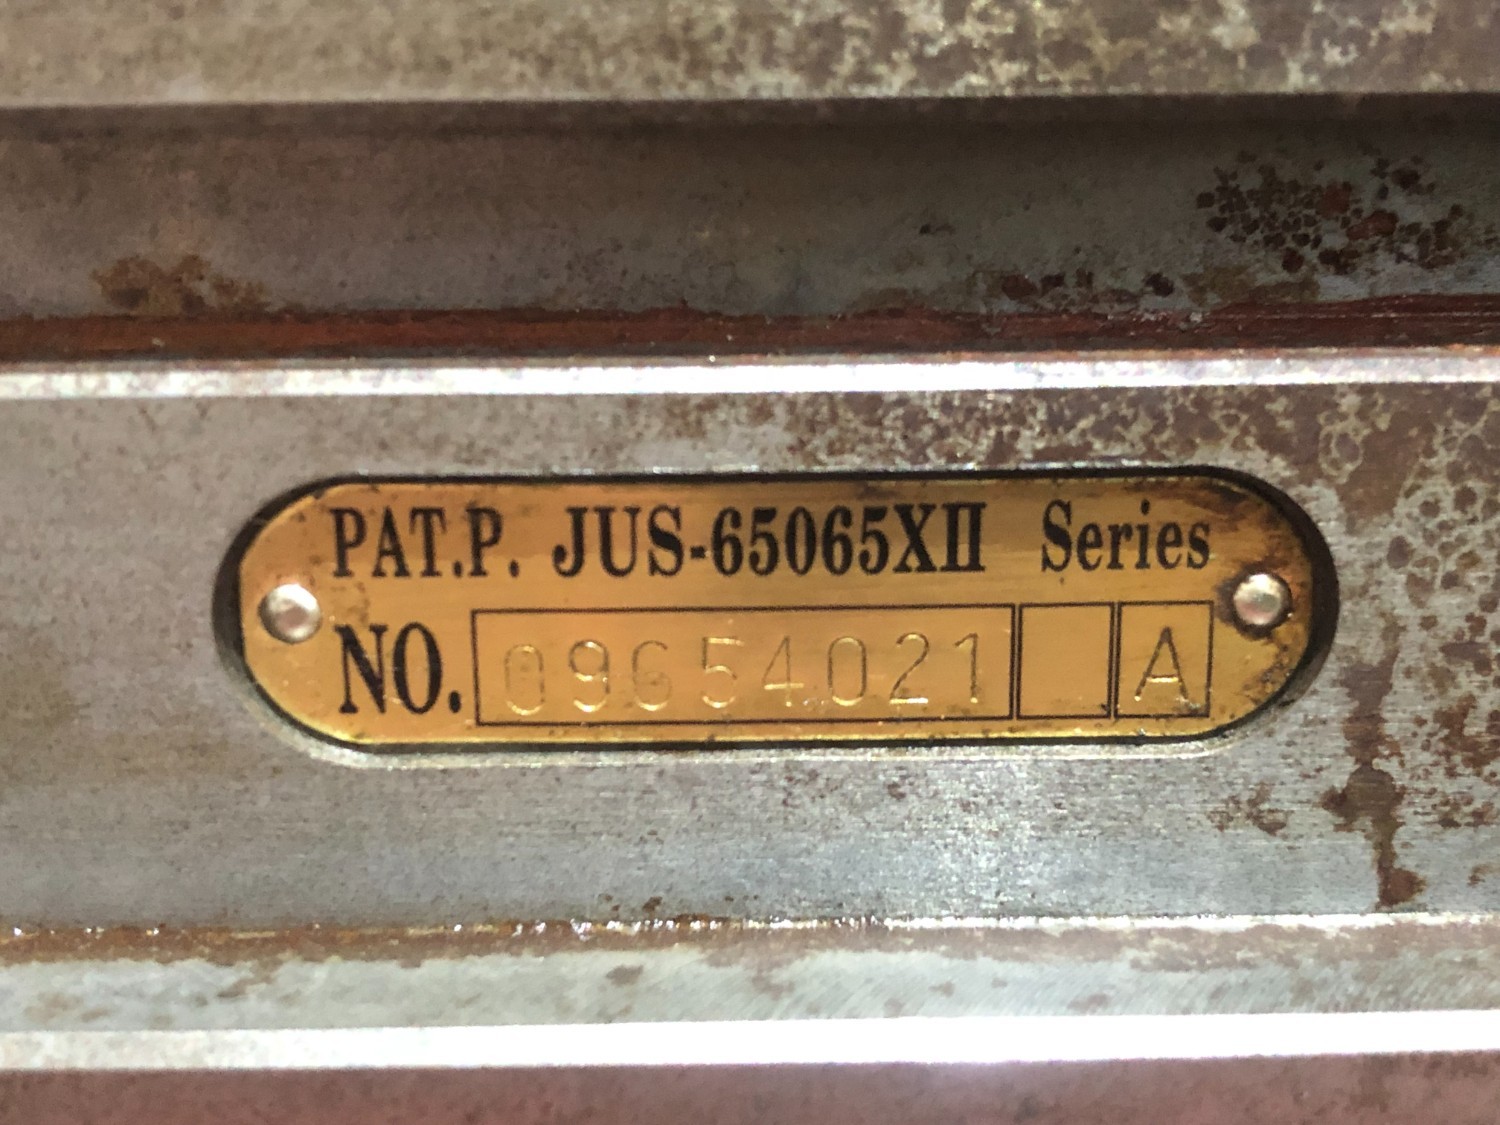 PAT.P. JUS-65065XII Series
NO. 09654021 A